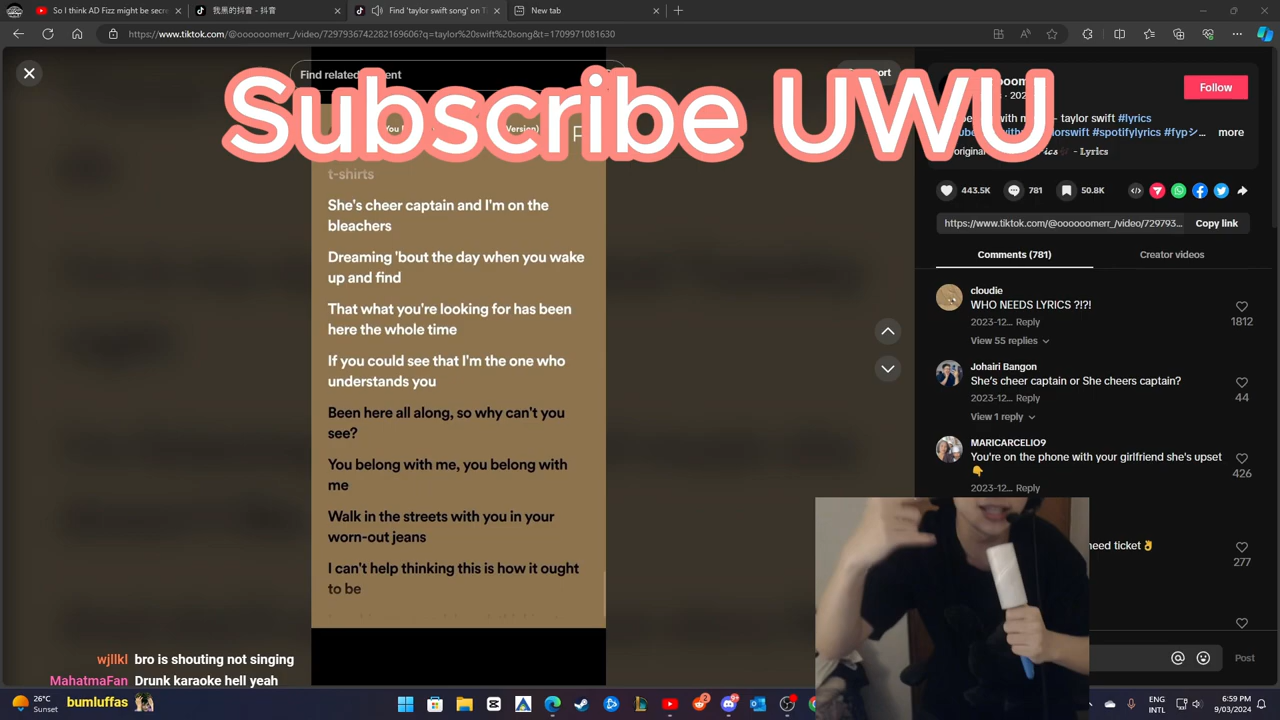 So I think AD Fizz might be secre
我黑的抖音 - 抖音
Find 'taylor swift song' on Ti
New tab
https://www.tiktok.com/@oooooomerr_/video/7297936742282169606?q=taylor%20swift%20song&t=1709971081630
Find related
Subscribe UWU
Follow
- taylor swift #lyrics
#spotifylyrics #fypシ... more
- 𝕃𝕪𝕣𝕚𝕔𝕤
443.5K
781
50.8K
https://www.tiktok.com/@oooooomerr_/video/729793...
Copy link
Comments (781)
Creator videos
t-shirts
She's cheer captain and I'm on the
bleachers
Dreaming 'bout the day when you wake
up and find
That what you're looking for has been
here the whole time
If you could see that I'm the one who
understands you
Been here all along, so why can't you
see?
You belong with me, you belong with
me
Walk in the streets with you in your
worn-out jeans
I can't help thinking this is how it ought
to be
cloudie
WHO NEEDS LYRICS ?!?!
2023-12... Reply
1812
View 55 replies
Johairi Bangon
She's cheer captain or She cheers captain?
2023-12... Reply
44
View 1 reply
MARICARCELIO9
You're on the phone with your girlfriend she's upset
👇
2023-12... Reply
426
need ticket👌
277
Post
wjllkl bro is shouting not singing
MahatmaFan Drunk karaoke hell yeah
bumluffas
26°C
Sunny
ENG
INTL
6:59 PM
9/03/2024